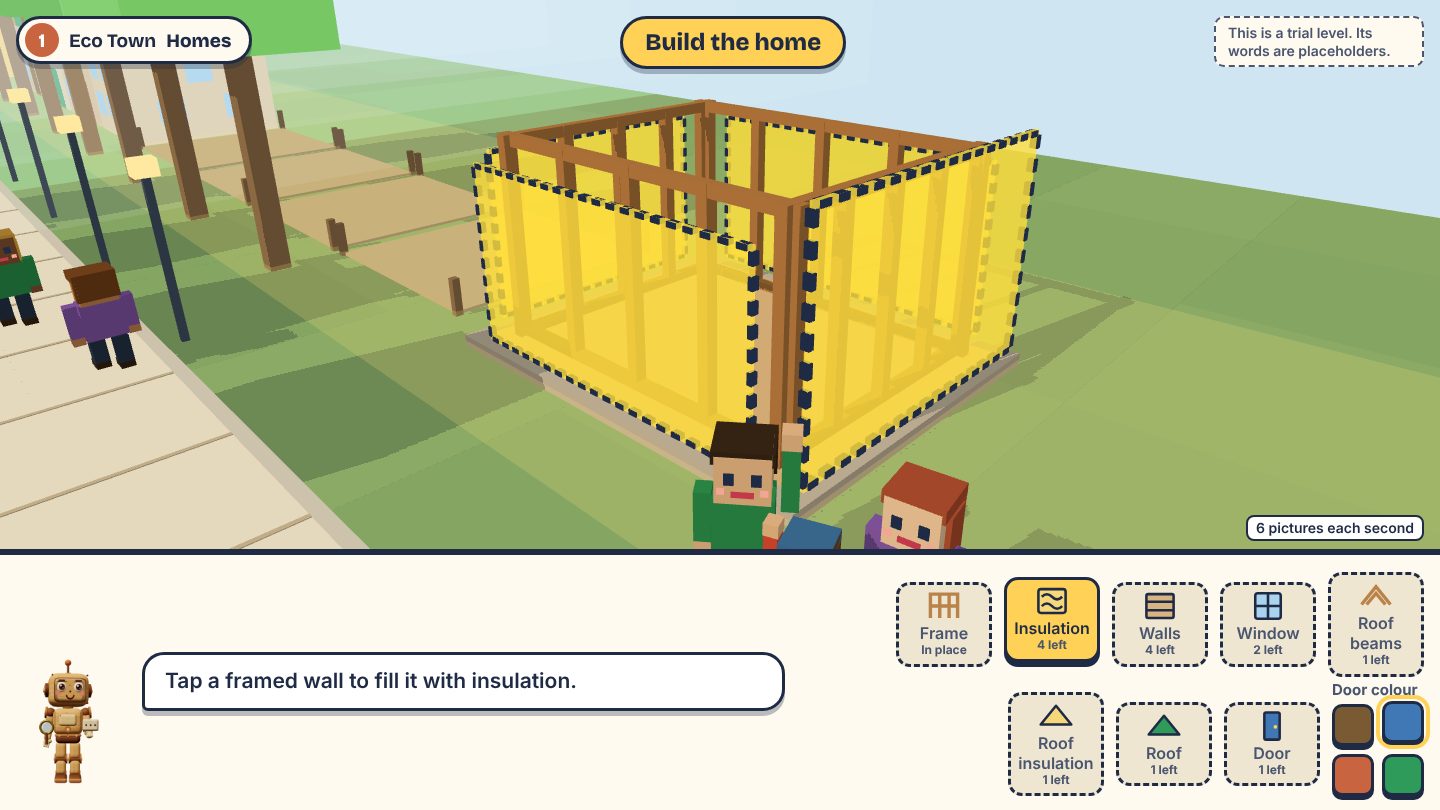 1 Eco Town Homes
Build the home
This is a trial level. Its
words are placeholders.
6 pictures each second
Tap a framed wall to fill it with insulation.
Frame
In place
Insulation
4 left
Walls
4 left
Window
2 left
Roof
beams
1 left
Roof
insulation
1 left
Roof
1 left
Door
1 left
Door colour